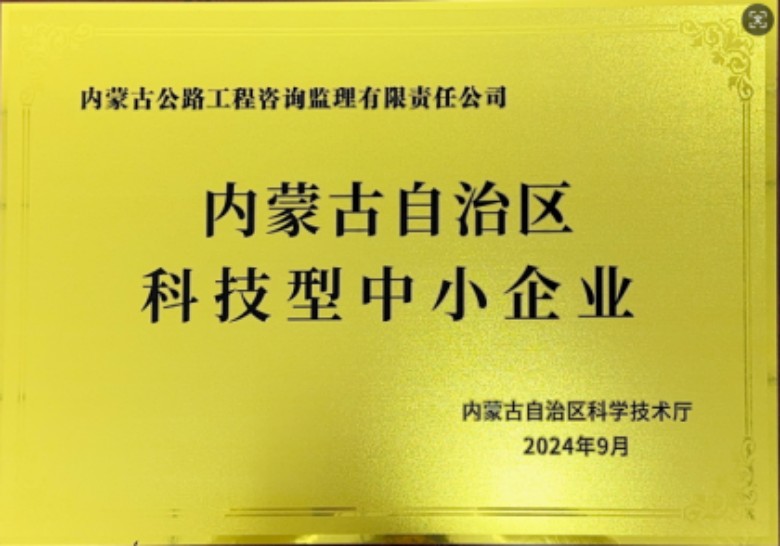 内蒙古公路工程咨询监理有限责任公司
内蒙古自治区
科技型中小企业
内蒙古自治区科学技术厅
2024年9月